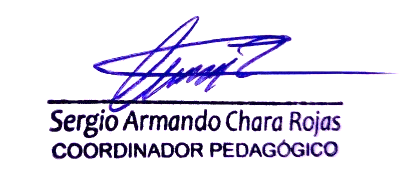 Sergio Armando Chara Rojas
COORDINADOR PEDAGÓGICO